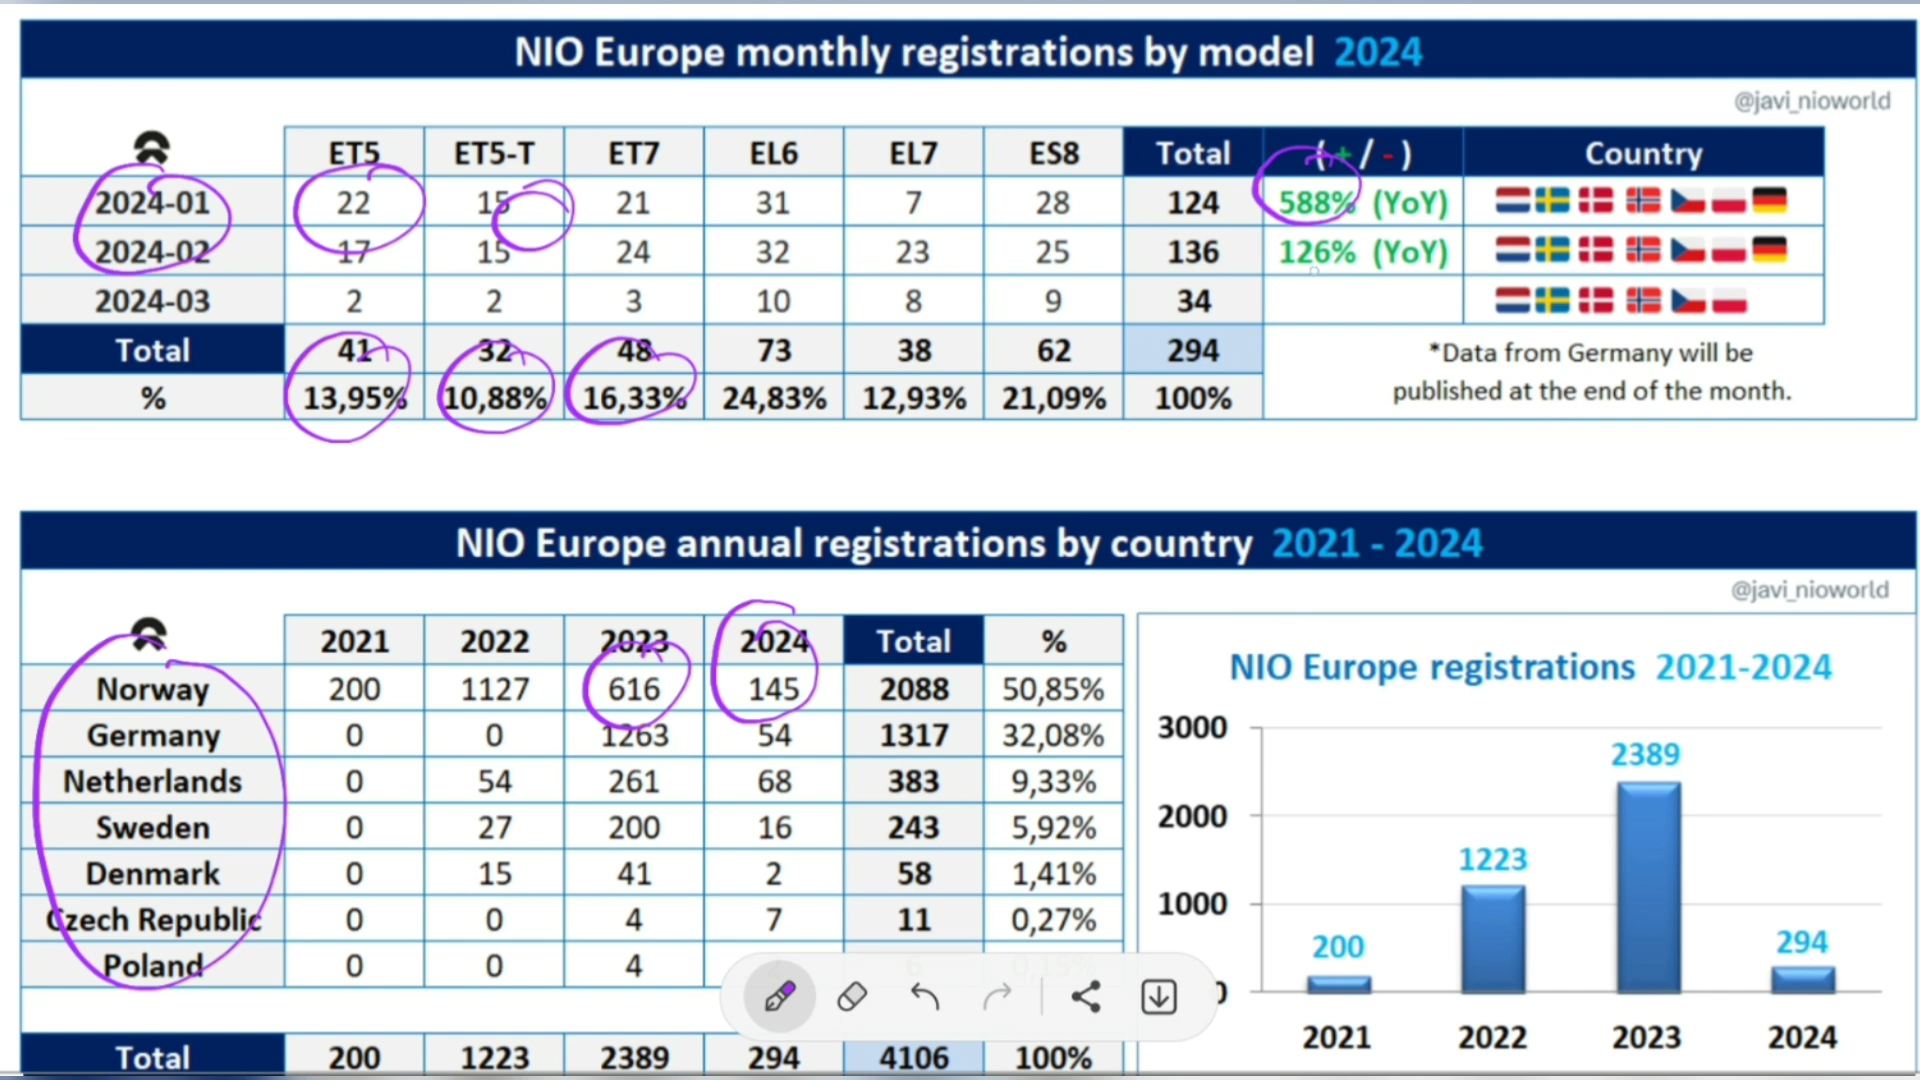 NIO Europe monthly registrations by model 2024
@javi_nioworld
ET5 ET5-T ET7 EL6 EL7 ES8 Total ( + / - ) Country
2024-01 22 15 21 31 7 28 124 588% (YoY)
2024-02 17 15 24 32 23 25 136 126% (YoY)
2024-03 2 2 3 10 8 9 34
Total 41 32 48 73 38 62 294
% 13,95% 10,88% 16,33% 24,83% 12,93% 21,09% 100%
*Data from Germany will be
published at the end of the month.
NIO Europe annual registrations by country 2021 - 2024
@javi_nioworld
2021 2022 2023 2024 Total %
Norway 200 1127 616 145 2088 50,85%
Germany 0 0 1263 54 1317 32,08%
Netherlands 0 54 261 68 383 9,33%
Sweden 0 27 200 16 243 5,92%
Denmark 0 15 41 2 58 1,41%
Czech Republic 0 0 4 7 11 0,27%
Poland 0 0 4
Total 200 1223 2389 294 4106 100%
NIO Europe registrations 2021-2024
3000
2000
1000
0
200 1223 2389 294
2021 2022 2023 2024